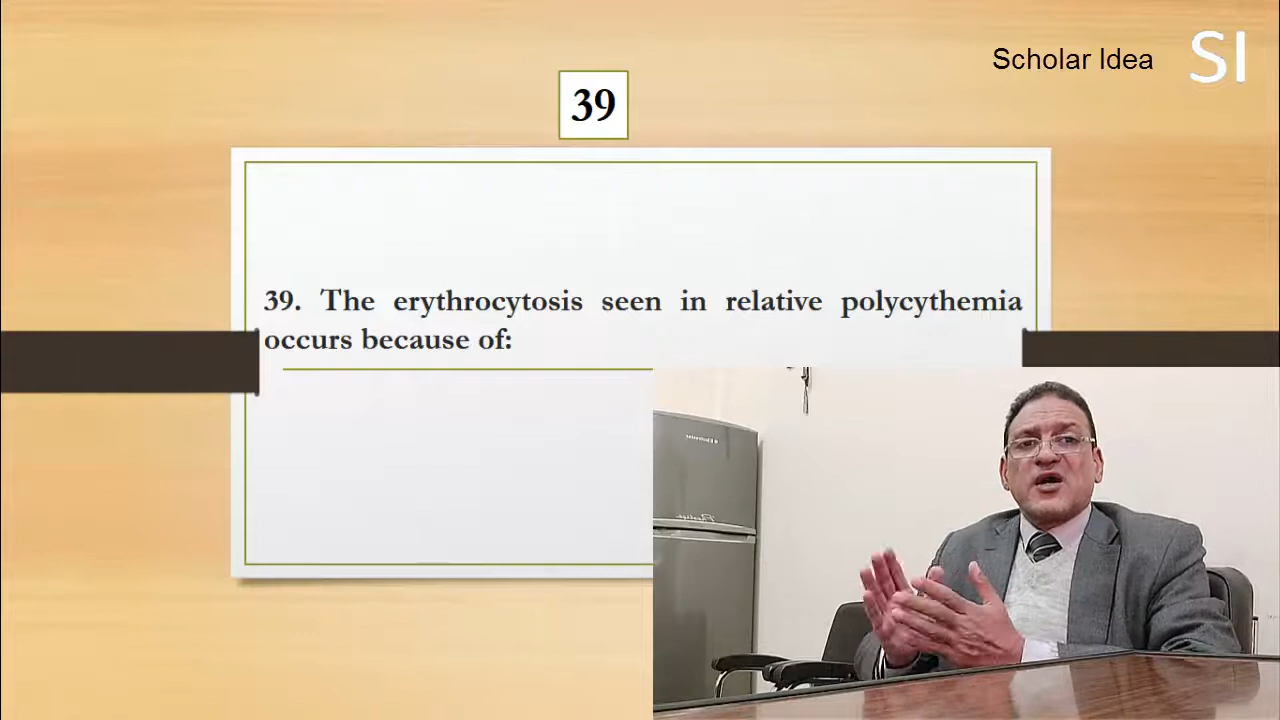 Scholar Idea SI
39
39. The erythrocytosis seen in relative polycythemia
occurs because of: